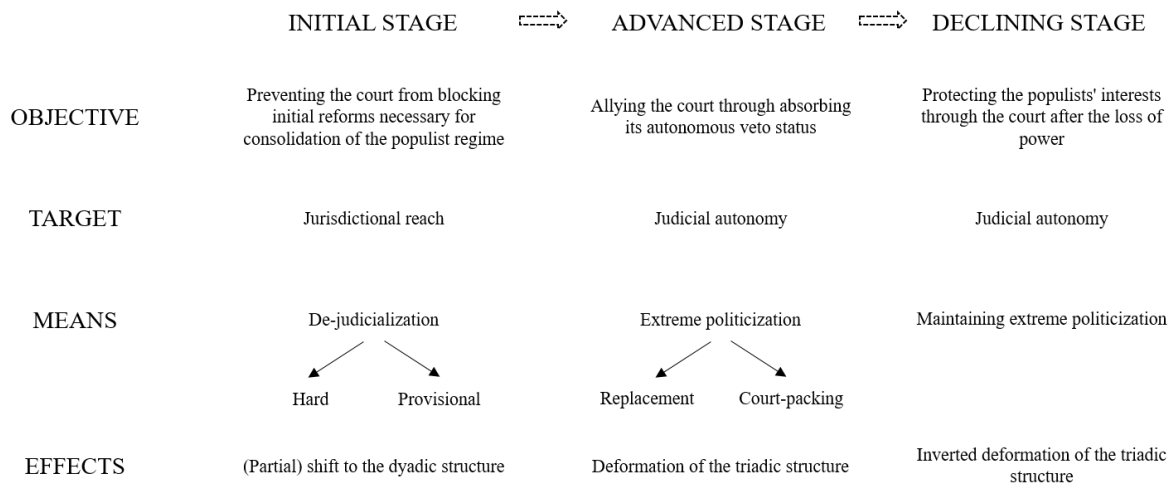 INITIAL STAGE ADVANCED STAGE DECLINING STAGE
OBJECTIVE
Preventing the court from blocking
initial reforms necessary for
consolidation of the populist regime
Allying the court through absorbing
its autonomous veto status
Protecting the populists' interests
through the court after the loss of
power
TARGET
Jurisdictional reach
Judicial autonomy
Judicial autonomy
MEANS
De-judicialization
Extreme politicization
Maintaining extreme politicization
Hard
Provisional
Replacement
Court-packing
EFFECTS
(Partial) shift to the dyadic structure
Deformation of the triadic structure
Inverted deformation of the triadic
structure